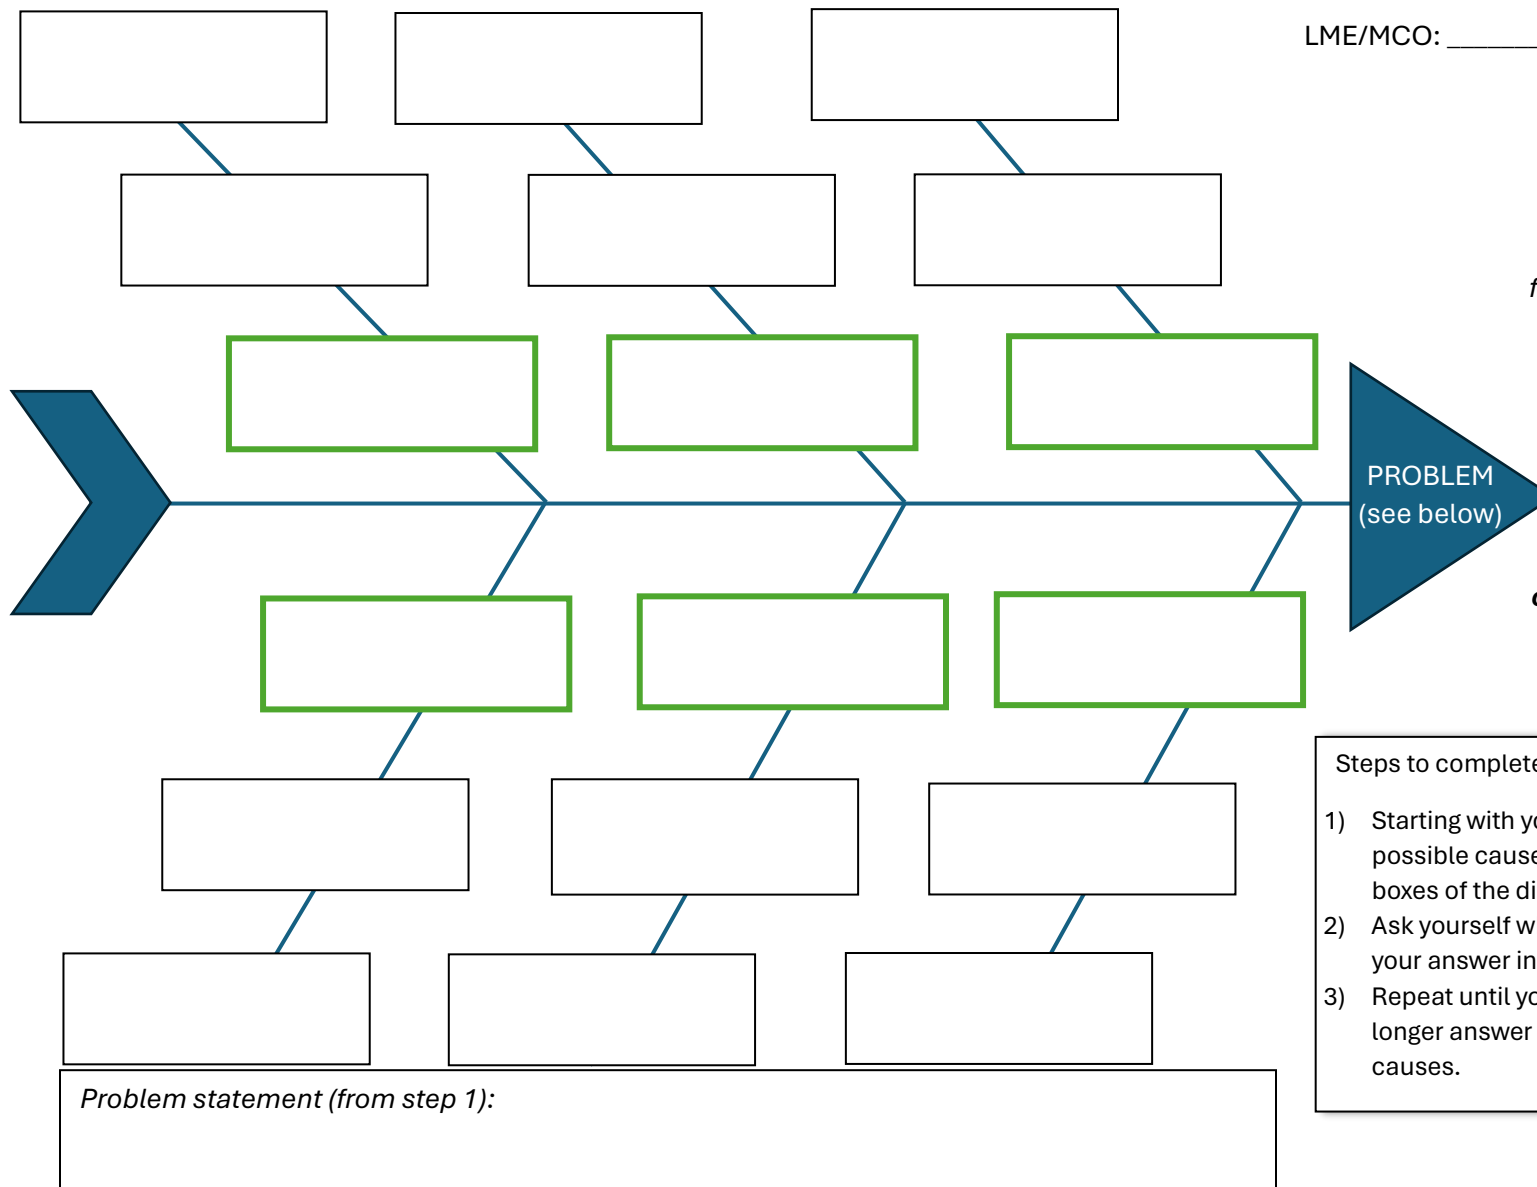 LME/MCO: ______
PROBLEM
(see below)
Steps to complete
1) Starting with yo
possible cause
boxes of the di
2) Ask yourself w
your answer in
3) Repeat until yo
longer answer
causes.
Problem statement (from step 1):